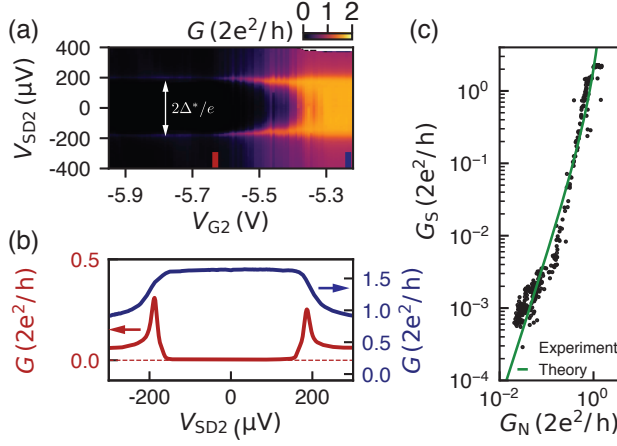 (a)
G (2e²/h)
0 1 2
400
200
0
-200
-400
V_SD2 (µV)
2Δ*/e
-5.9 -5.7 -5.5 -5.3
V_G2 (V)
(b)
0.5
0.0
G (2e²/h)
1.5
1.0
0.5
0.0
G (2e²/h)
-200 0 200
V_SD2 (µV)
(c)
10⁰
10⁻¹
10⁻²
10⁻³
10⁻⁴
G_S (2e²/h)
Experiment
Theory
10⁻² 10⁰
G_N (2e²/h)